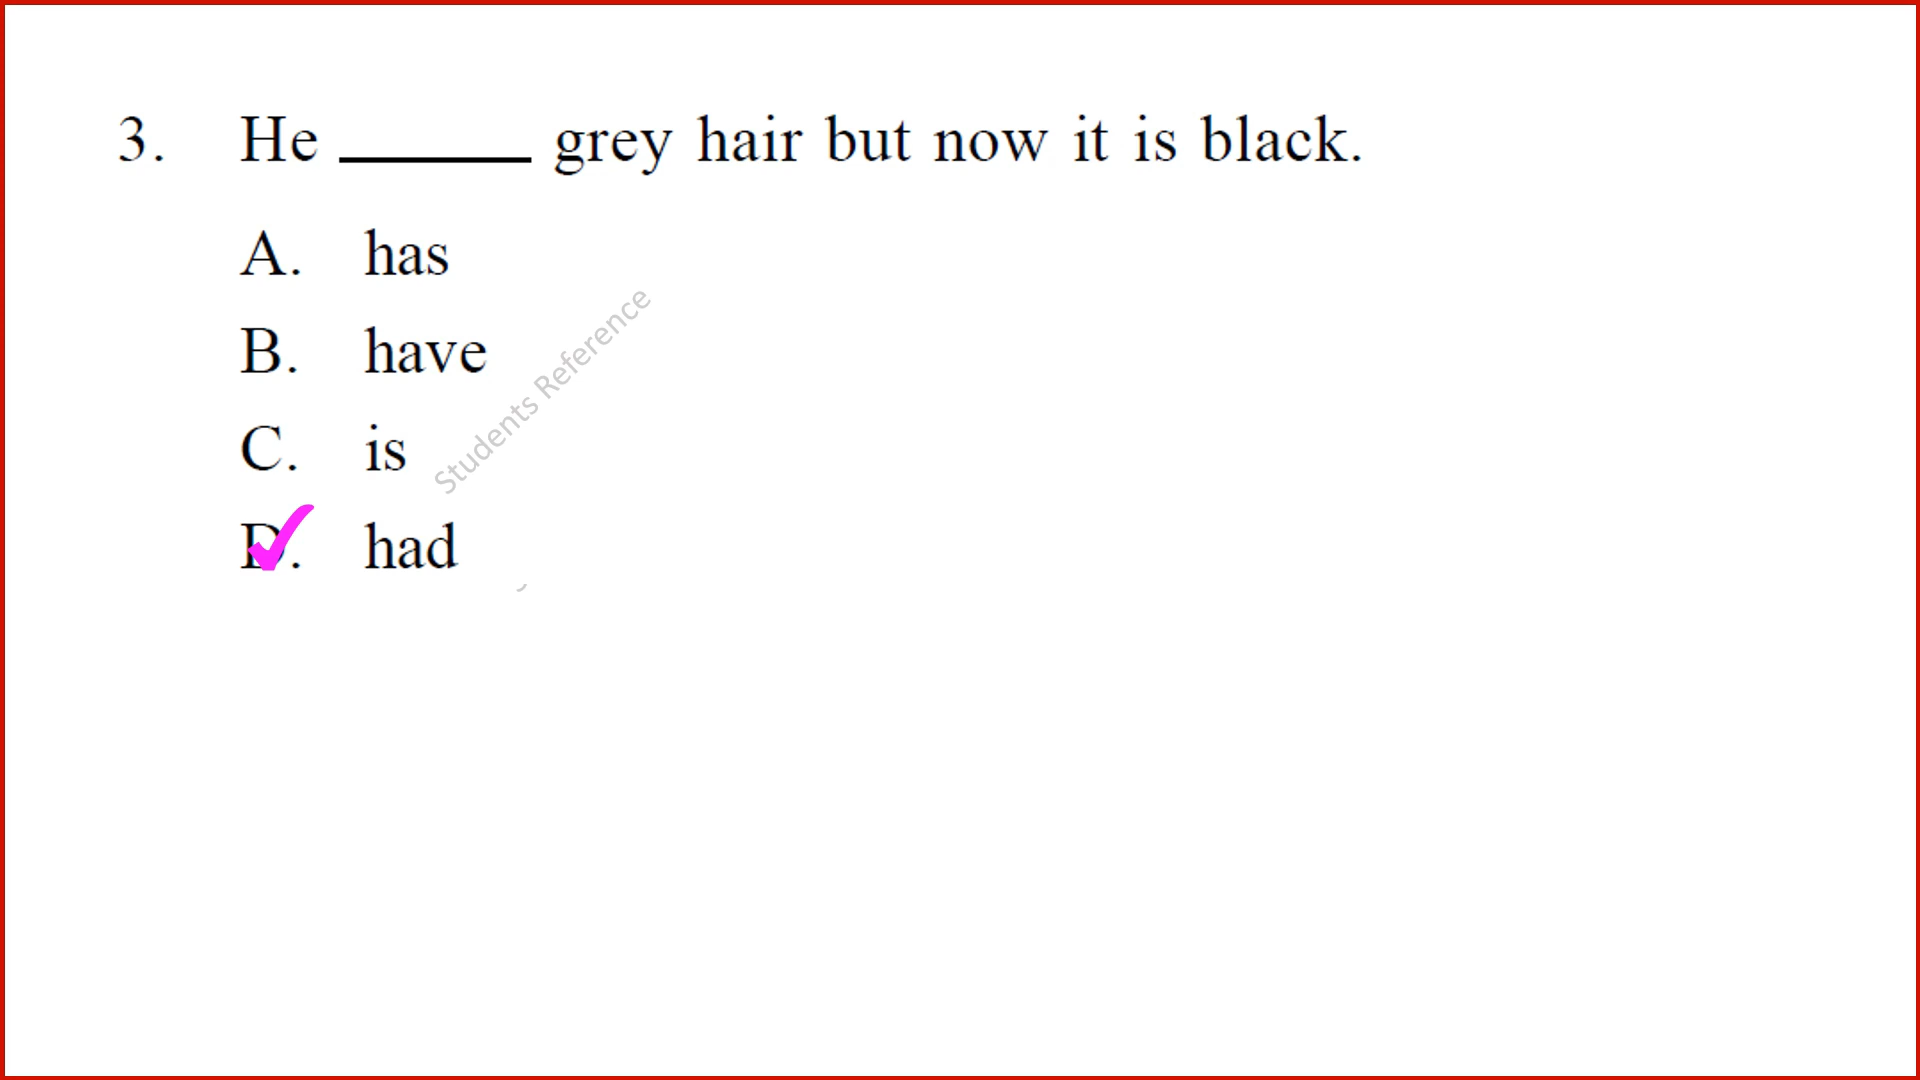 3. He ______ grey hair but now it is black.
A. has
B. have
C. is
D. had
Students Reference